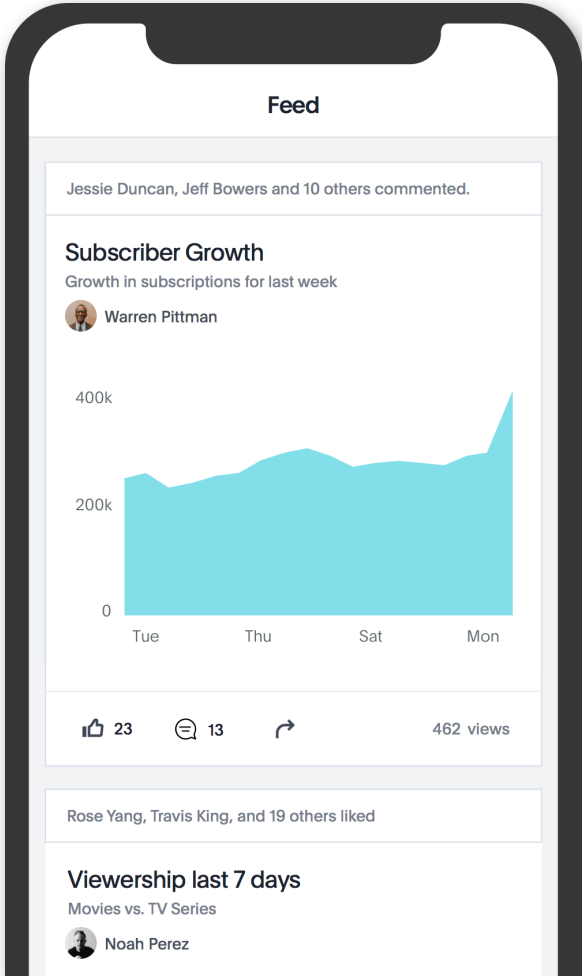 Feed
Jessie Duncan, Jeff Bowers and 10 others commented.
Subscriber Growth
Growth in subscriptions for last week
Warren Pittman
400k
200k
0
Tue Thu Sat Mon
23 13 462 views
Rose Yang, Travis King, and 19 others liked
Viewership last 7 days
Movies vs. TV Series
Noah Perez